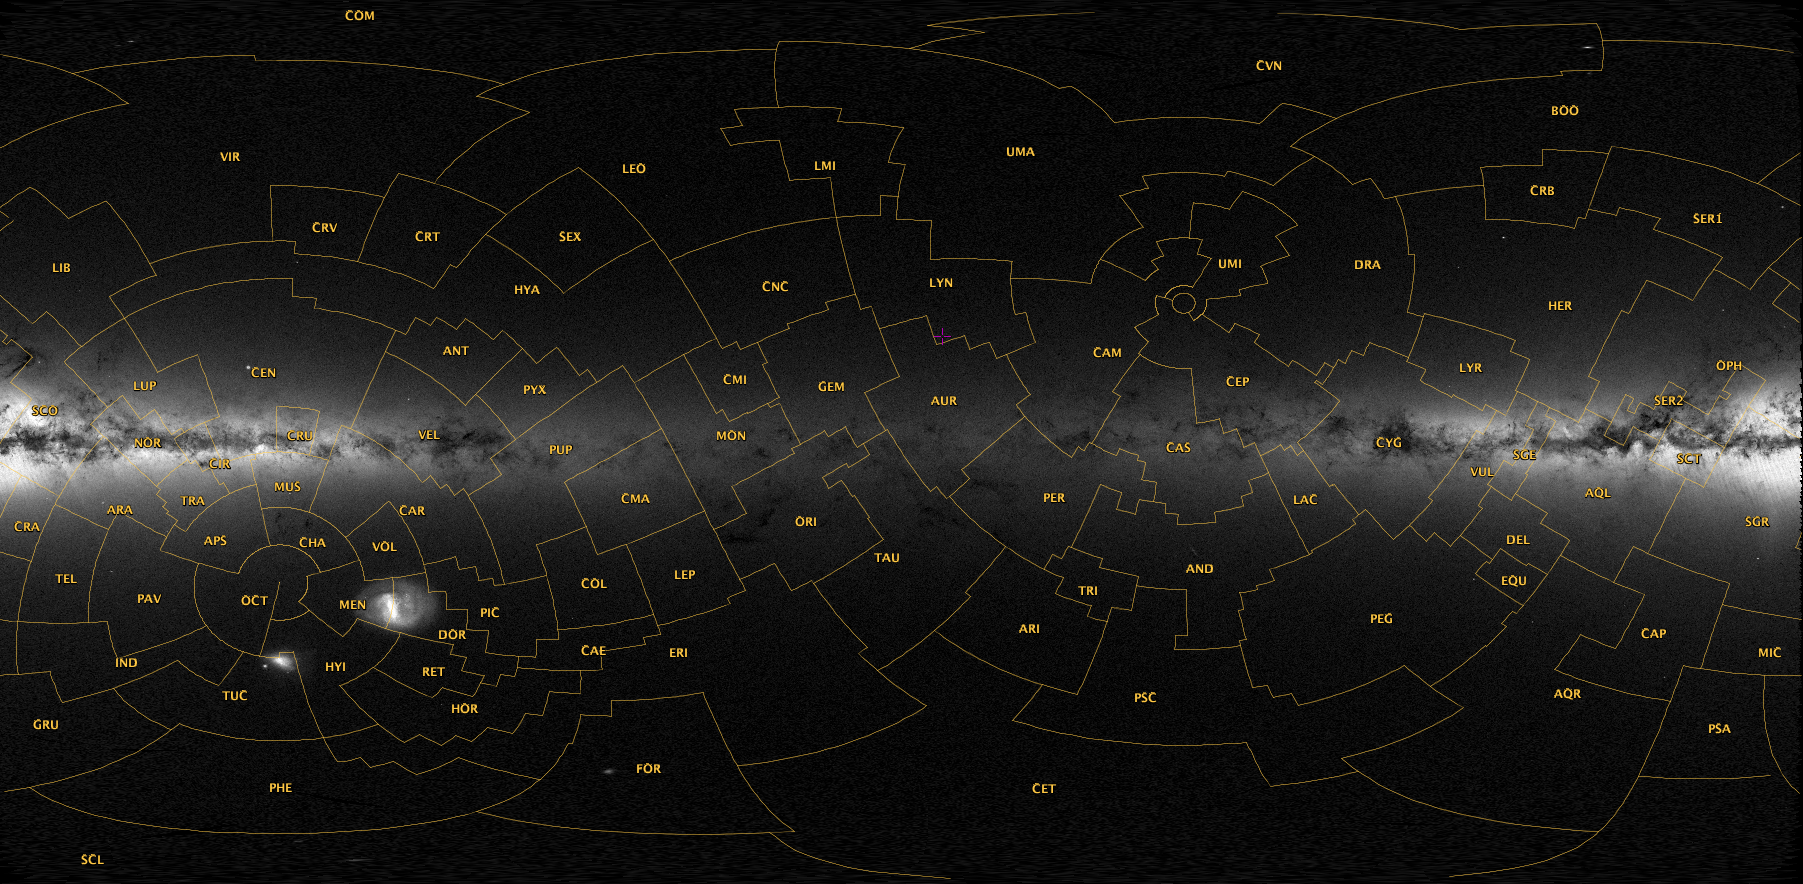 COM
CVN
BOO
UMA
VIR
LEO
LMI
CRB
SER1
CRV
CRT
SEX
LIB
UMI
DRA
HYA
CNC
LYN
HER
ANT
CAM
LUP
CEN
PYX
CMI
GEM
CEP
LYR
OPH
SCO
AUR
SER2
NOR
CRU
VEL
PUP
MON
CAS
CYG
SGE
CIR
SCT
VUL
MUS
TRA
CMA
PER
LAC
AQL
ARA
CAR
CRA
ORI
SGR
APS
CHA
VOL
DEL
TAU
TEL
LEP
AND
EQU
PAV
OCT
MEN
PIC
COL
TRI
ARI
PEG
DOR
CAP
IND
HYI
RET
CAE
ERI
MIC
TUC
HOR
PSC
AQR
GRU
PSA
PHE
FOR
CET
SCL